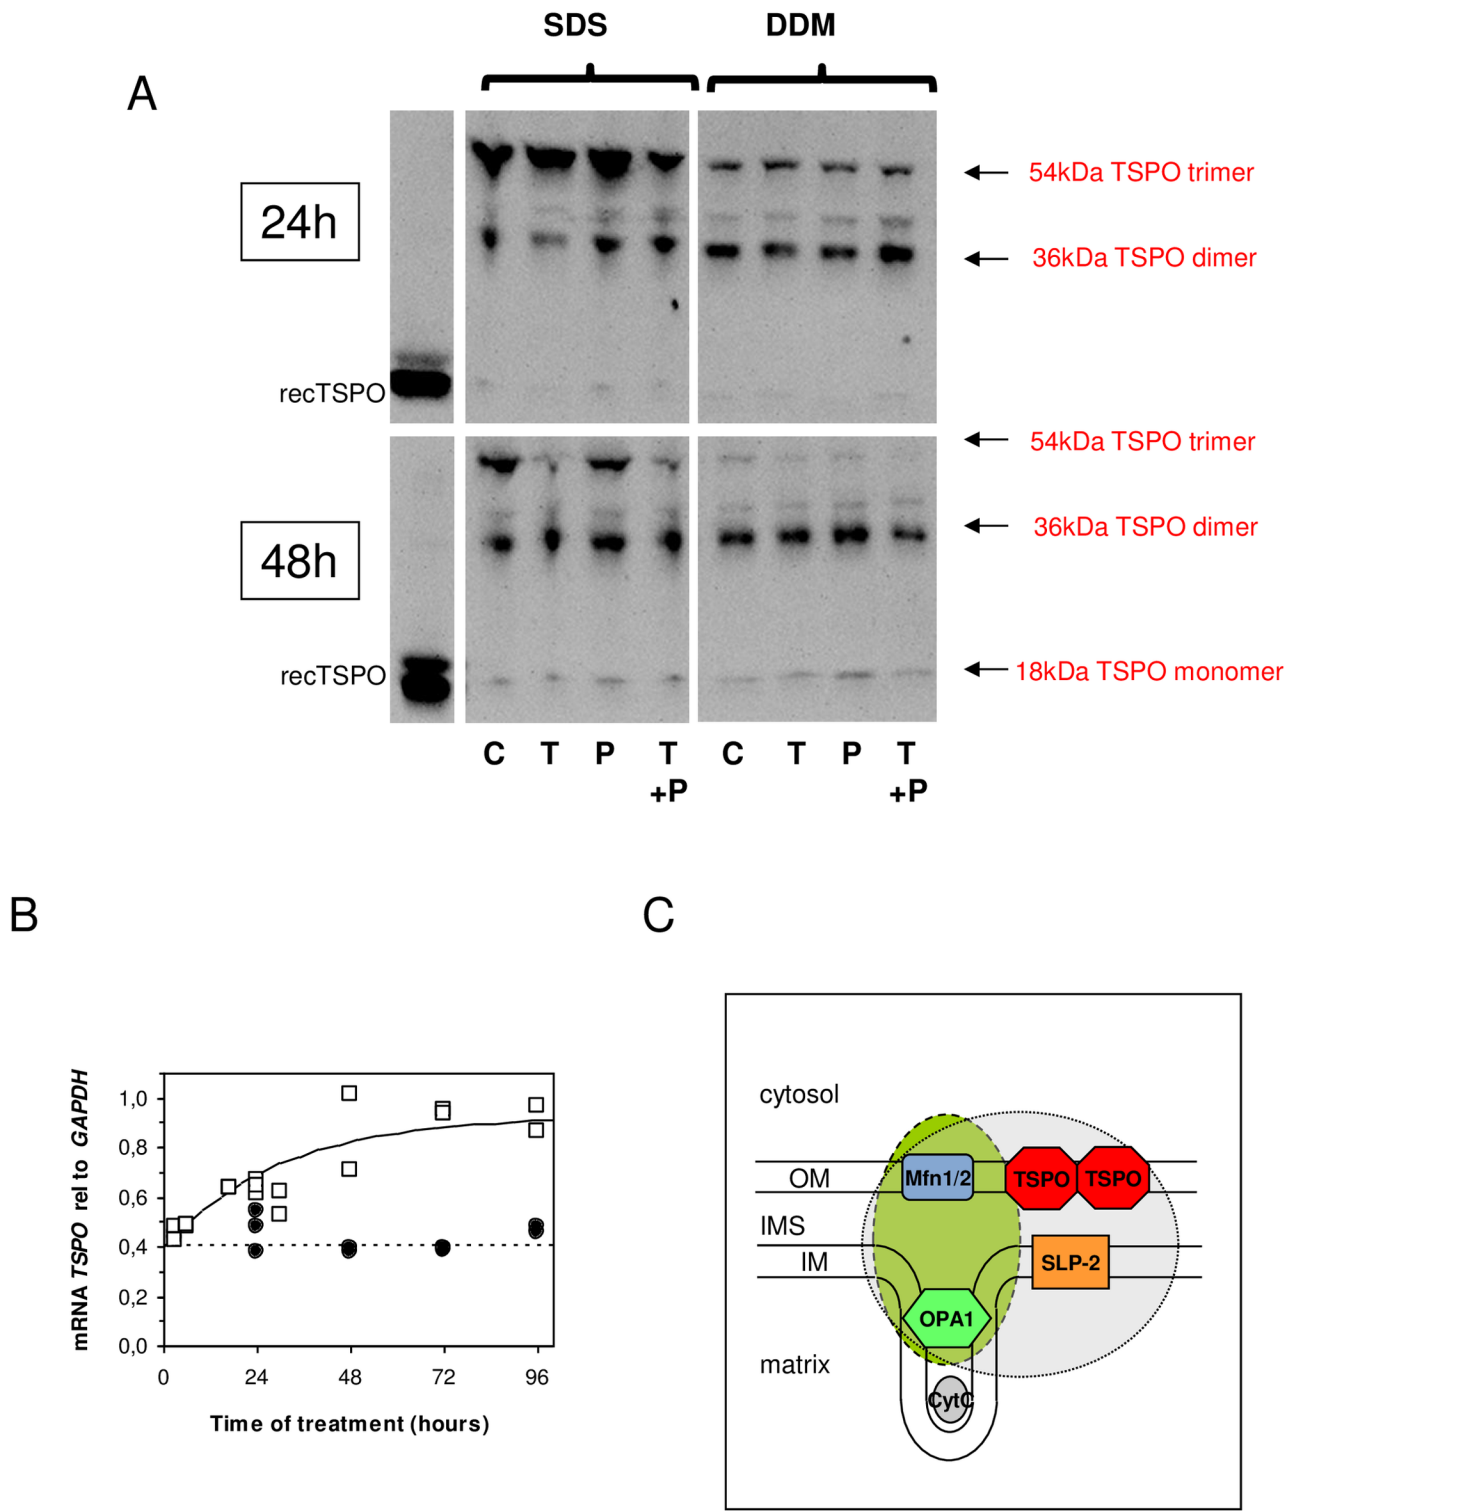 SDS DDM
A
24h
54kDa TSPO trimer
36kDa TSPO dimer
recTSPO
54kDa TSPO trimer
48h
36kDa TSPO dimer
recTSPO
18kDa TSPO monomer
C T P T C T P T
+P +P
B
mRNA TSPO rel to GAPDH
1,0
0,8
0,6
0,4
0,2
0,0
0 24 48 72 96
Time of treatment (hours)
C
cytosol
OM Mfn1/2 TSPO TSPO
IMS
IM SLP-2
OPA1
matrix
CytC